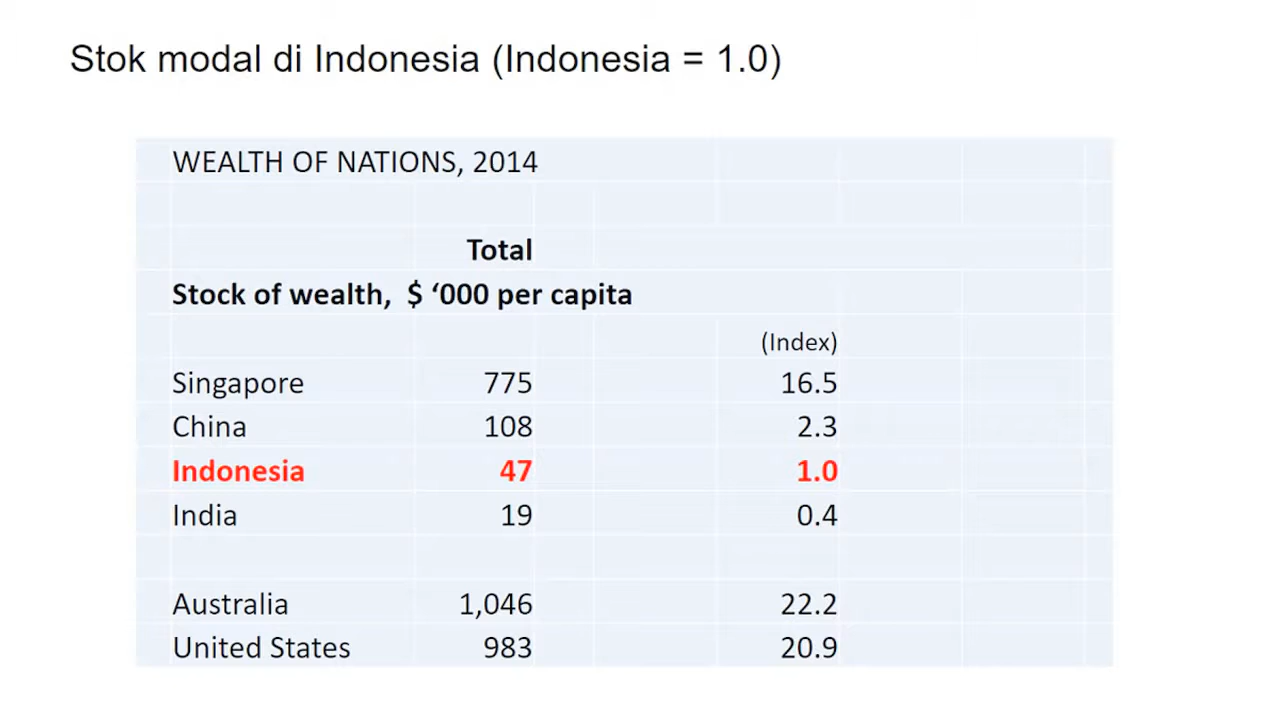 Stok modal di Indonesia (Indonesia = 1.0)
WEALTH OF NATIONS, 2014
Total
Stock of wealth, $ ‘000 per capita
(Index)
Singapore 775 16.5
China 108 2.3
Indonesia 47 1.0
India 19 0.4
Australia 1,046 22.2
United States 983 20.9